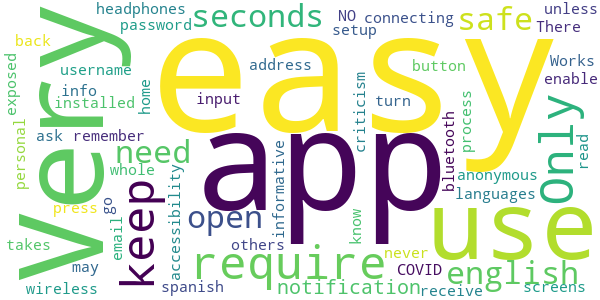 headphones
NO
connecting
unless
back
password
seconds
setup
safe
There
Very
easy
username
address
button
Works
info
enable
exposed
installed
home
input
turn
criticism
process
Only
ask
remember
app
bluetooth
read
personal
need
whole
anonymous
languages
keep
accessibility
informative
press
go
open
know
use
email
takes
others
never
require
COVID
english
may
spanish
notification
receive
screens
wireless